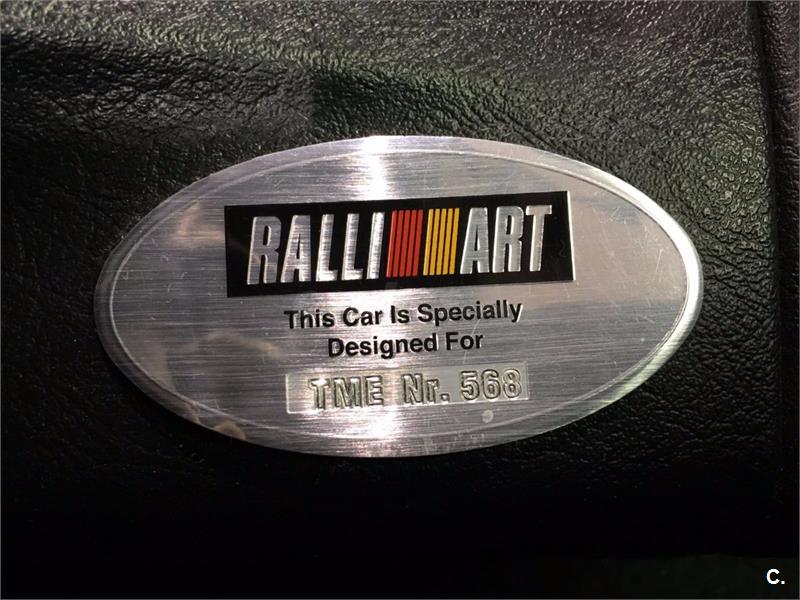 RALLI ART
This Car Is Specially
Designed For
TME Nr. 568
C.